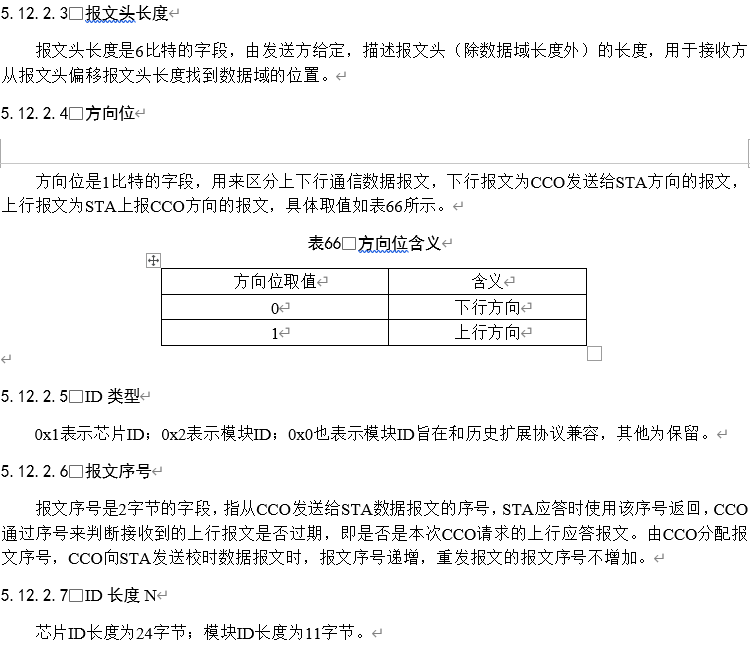 5.12.2.3 报文头长度
报文头长度是6比特的字段，由发送方给定，描述报文头（除数据域长度外）的长度，用于接收方
从报文头偏移报文头长度找到数据域的位置。
5.12.2.4 方向位
方向位是1比特的字段，用来区分上下行通信数据报文，下行报文为CCO发送给STA方向的报文，
上行报文为STA上报CCO方向的报文，具体取值如表66所示。
表66 方向位含义
方向位取值 含义
0 下行方向
1 上行方向
5.12.2.5 ID 类型
0x1表示芯片ID；0x2表示模块ID；0x0也表示模块ID旨在和历史扩展协议兼容，其他为保留。
5.12.2.6 报文序号
报文序号是2字节的字段，指从CCO发送给STA数据报文的序号，STA应答时使用该序号返回，CCO
通过序号来判断接收到的上行报文是否过期，即是否是本次CCO请求的上行应答报文。由CCO分配报
文序号，CCO向STA发送校时数据报文时，报文序号递增，重发报文的报文序号不增加。
5.12.2.7 ID 长度 N
芯片ID长度为24字节；模块ID长度为11字节。